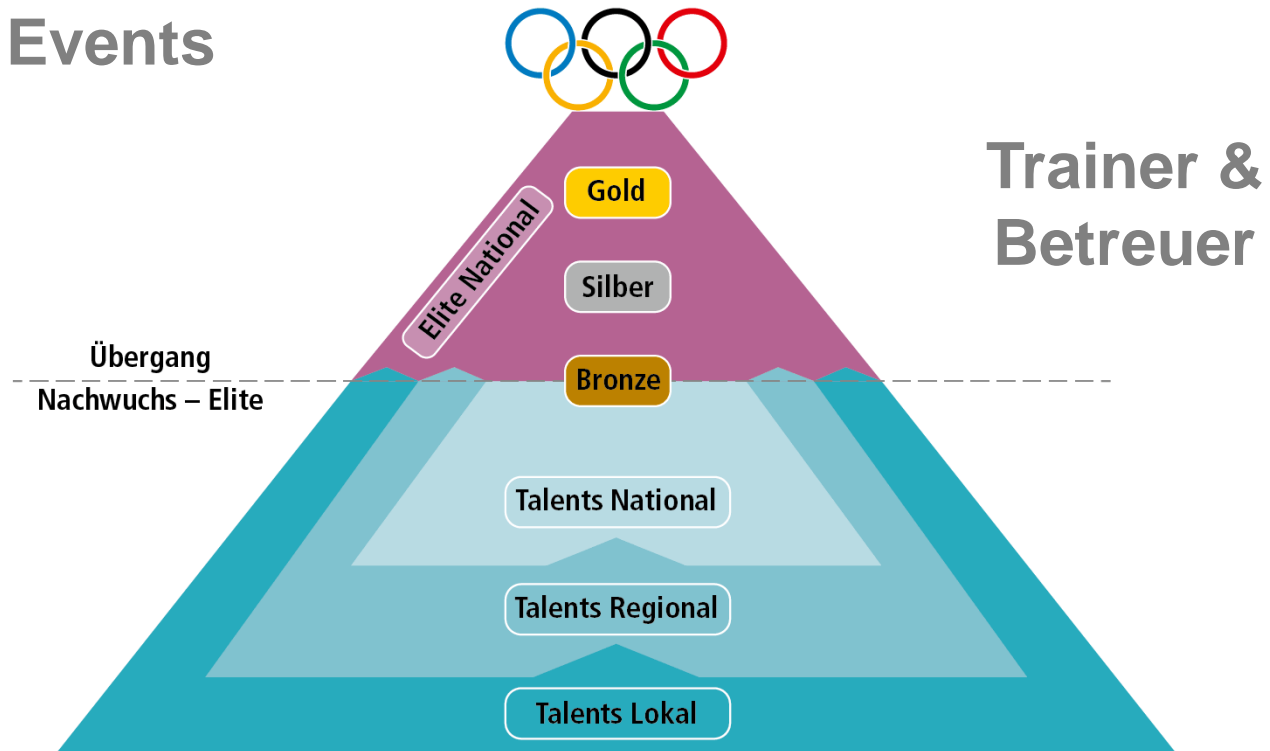 Events
Trainer &
Betreuer
Gold
Elite National
Silber
Übergang
Bronze
Nachwuchs – Elite
Talents National
Talents Regional
Talents Lokal